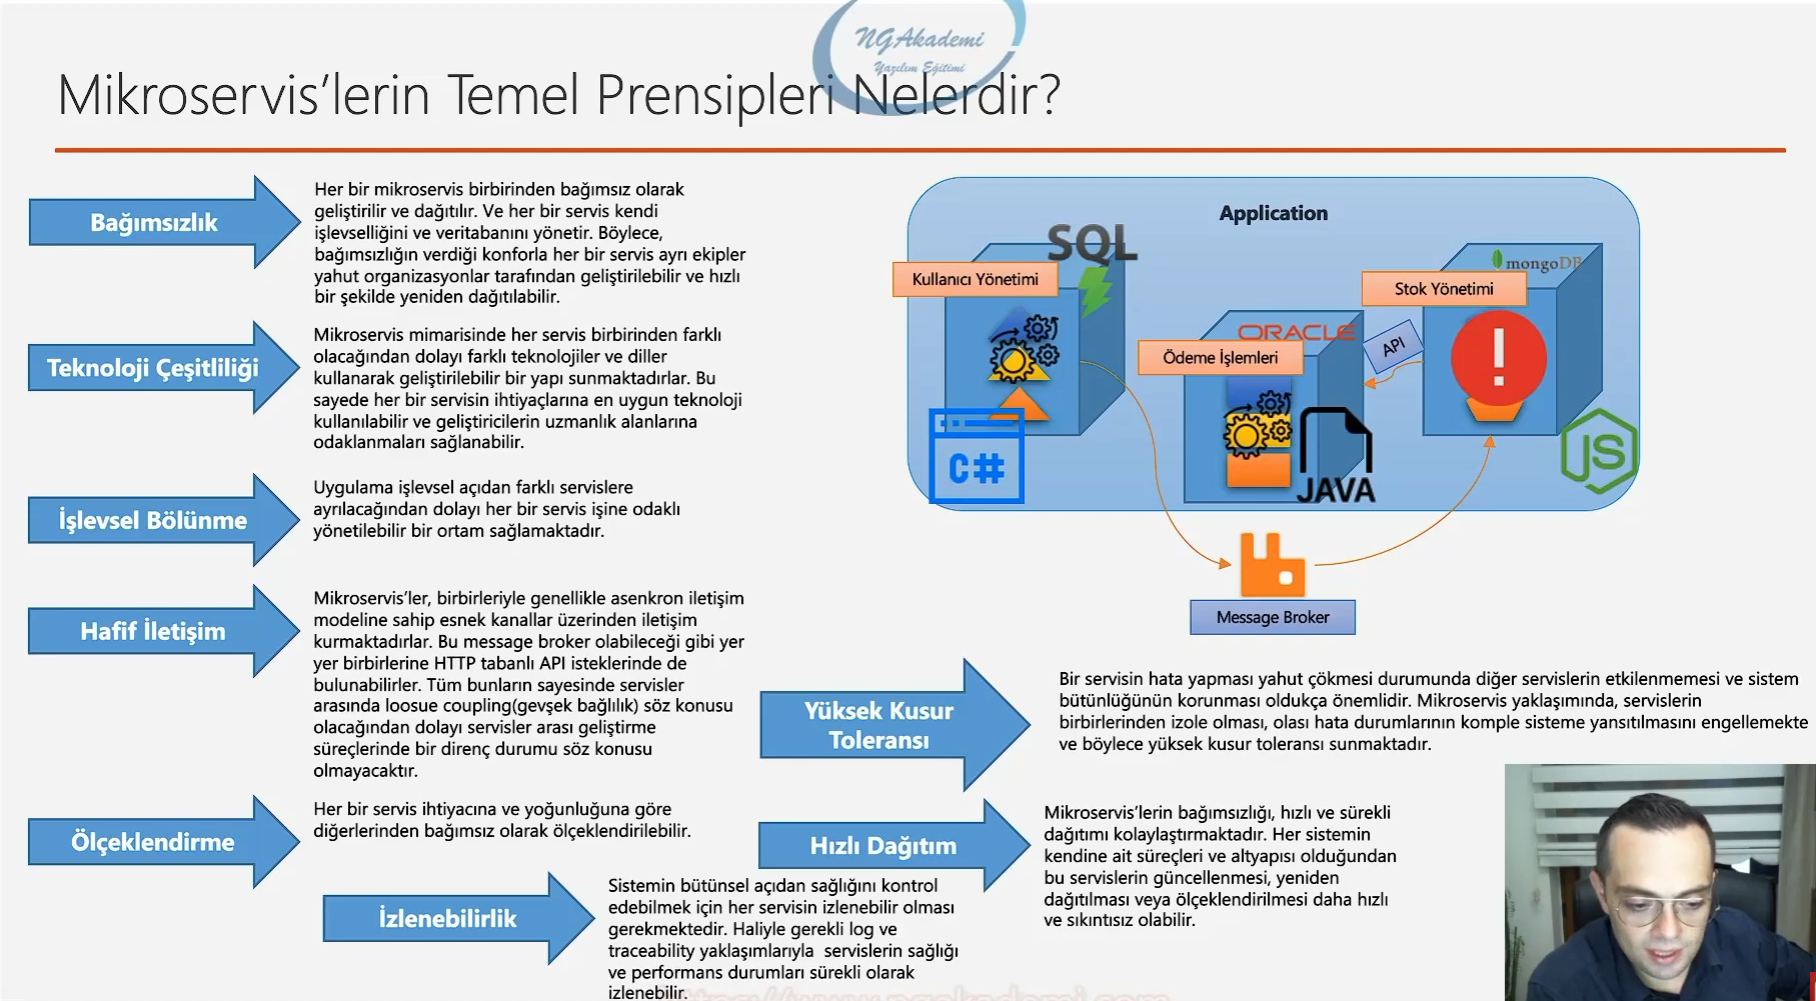 NGAkademi
Yazılım Eğitimi
Mikroservis'lerin Temel Prensipleri Nelerdir?
Bağımsızlık
Her bir mikroservis birbirinden bağımsız olarak
geliştirilir ve dağıtılır. Ve her bir servis kendi
işlevselliğini ve veritabanını yönetir. Böylece,
bağımsızlığın verdiği konforla her bir servis ayrı ekipler
yahut organizasyonlar tarafından geliştirilebilir ve hızlı
bir şekilde yeniden dağıtılabilir.
Teknoloji Çeşitliliği
Mikroservis mimarisinde her servis birbirinden farklı
olacağından dolayı farklı teknolojiler ve diller
kullanarak geliştirilebilir bir yapı sunmaktadırlar. Bu
sayede her bir servisin ihtiyaçlarına en uygun teknoloji
kullanılabilir ve geliştiricilerin uzmanlık alanlarına
odaklanmaları sağlanabilir.
İşlevsel Bölünme
Uygulama işlevsel açıdan farklı servislere
ayrılacağından dolayı her bir servis işine odaklı
yönetilebilir bir ortam sağlamaktadır.
Hafif İletişim
Mikroservis'ler, birbirleriyle genellikle asenkron iletişim
modeline sahip esnek kanallar üzerinden iletişim
kurmaktadırlar. Bu message broker olabileceği gibi yer
yer birbirlerine HTTP tabanlı API isteklerinde de
bulunabilirler. Tüm bunların sayesinde servisler
arasında loosue coupling(gevşek bağlılık) söz konusu
olacağından dolayı servisler arası geliştirme
süreçlerinde bir direnç durumu söz konusu
olmayacaktır.
Ölçeklendirme
Her bir servis ihtiyacına ve yoğunluğuna göre
diğerlerinden bağımsız olarak ölçeklendirilebilir.
İzlenebilirlik
Sistemin bütünsel açıdan sağlığını kontrol
edebilmek için her servisin izlenebilir olması
gerekmektedir. Haliyle gerekli log ve
traceability yaklaşımlarıyla servislerin sağlığı
ve performans durumları sürekli olarak
izlenebilir.
Application
SQL
Kullanıcı Yönetimi
C#
ORACLE
Ödeme İşlemleri
JAVA
API
mongoDB
Stok Yönetimi
!
JS
Message Broker
Yüksek Kusur
Toleransı
Bir servisin hata yapması yahut çökmesi durumunda diğer servislerin etkilenmemesi ve sistem
bütünlüğünün korunması oldukça önemlidir. Mikroservis yaklaşımında, servislerin
birbirlerinden izole olması, olası hata durumlarının komple sisteme yansıtılmasını engellemekte
ve böylece yüksek kusur toleransı sunmaktadır.
Hızlı Dağıtım
Mikroservis'lerin bağımsızlığı, hızlı ve sürekli
dağıtımı kolaylaştırmaktadır. Her sistemin
kendine ait süreçleri ve altyapısı olduğundan
bu servislerin güncellenmesi, yeniden
dağıtılması veya ölçeklendirilmesi daha hızlı
ve sıkıntısız olabilir.